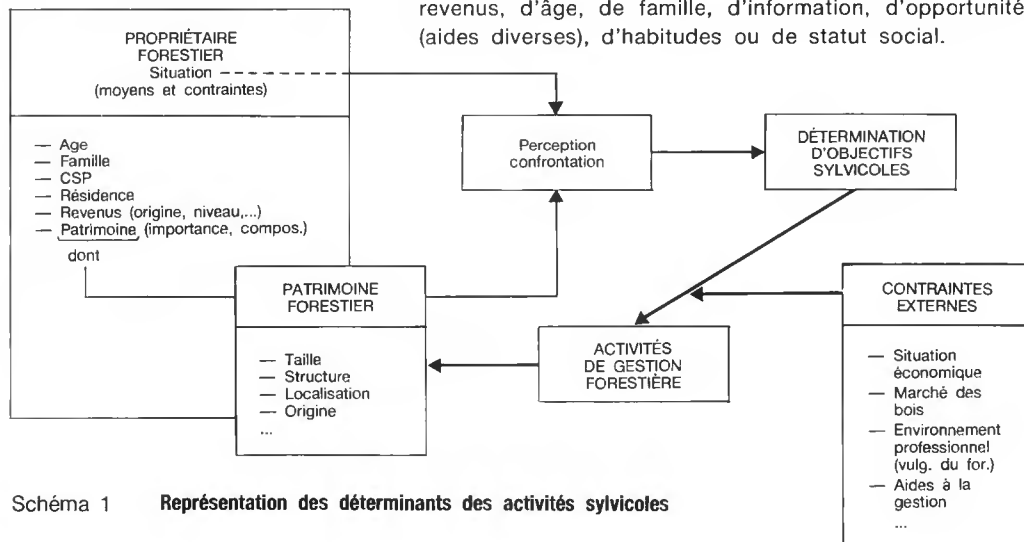 revenus, d'âge, de famille, d'information, d'opportunité
(aides diverses), d'habitudes ou de statut social.
PROPRIÉTAIRE
FORESTIER
Situation
(moyens et contraintes)
— Age
— Famille
— CSP
— Résidence
— Revenus (origine, niveau,...)
— Patrimoine (importance, compos.)
dont
PATRIMOINE
FORESTIER
— Taille
— Structure
— Localisation
— Origine
...
Perception
confrontation
DÉTERMINATION
D'OBJECTIFS
SYLVICOLES
ACTIVITÉS
DE GESTION
FORESTIÈRE
CONTRAINTES
EXTERNES
— Situation
économique
— Marché des
bois
— Environnement
professionnel
(vulg. du for.)
— Aides à la
gestion
...
Schéma 1 Représentation des déterminants des activités sylvicoles